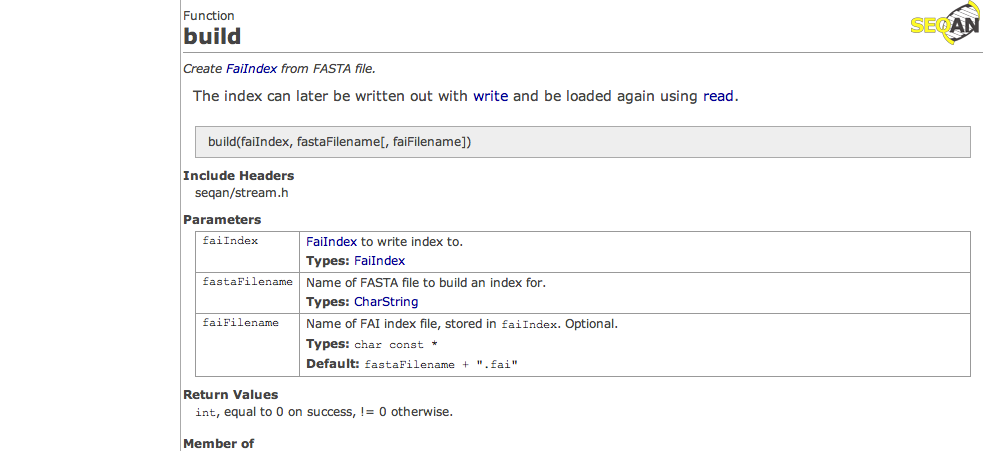 Function
build
SEQAN
Create FaiIndex from FASTA file.
The index can later be written out with write and be loaded again using read.
build(faiIndex, fastaFilename[, faiFilename])
Include Headers
seqan/stream.h
Parameters
faiIndex FaiIndex to write index to.
Types: FaiIndex
fastaFilename Name of FASTA file to build an index for.
Types: CharString
faiFilename Name of FAI index file, stored in faiIndex. Optional.
Types: char const *
Default: fastaFilename + ".fai"
Return Values
int, equal to 0 on success, != 0 otherwise.
Member of